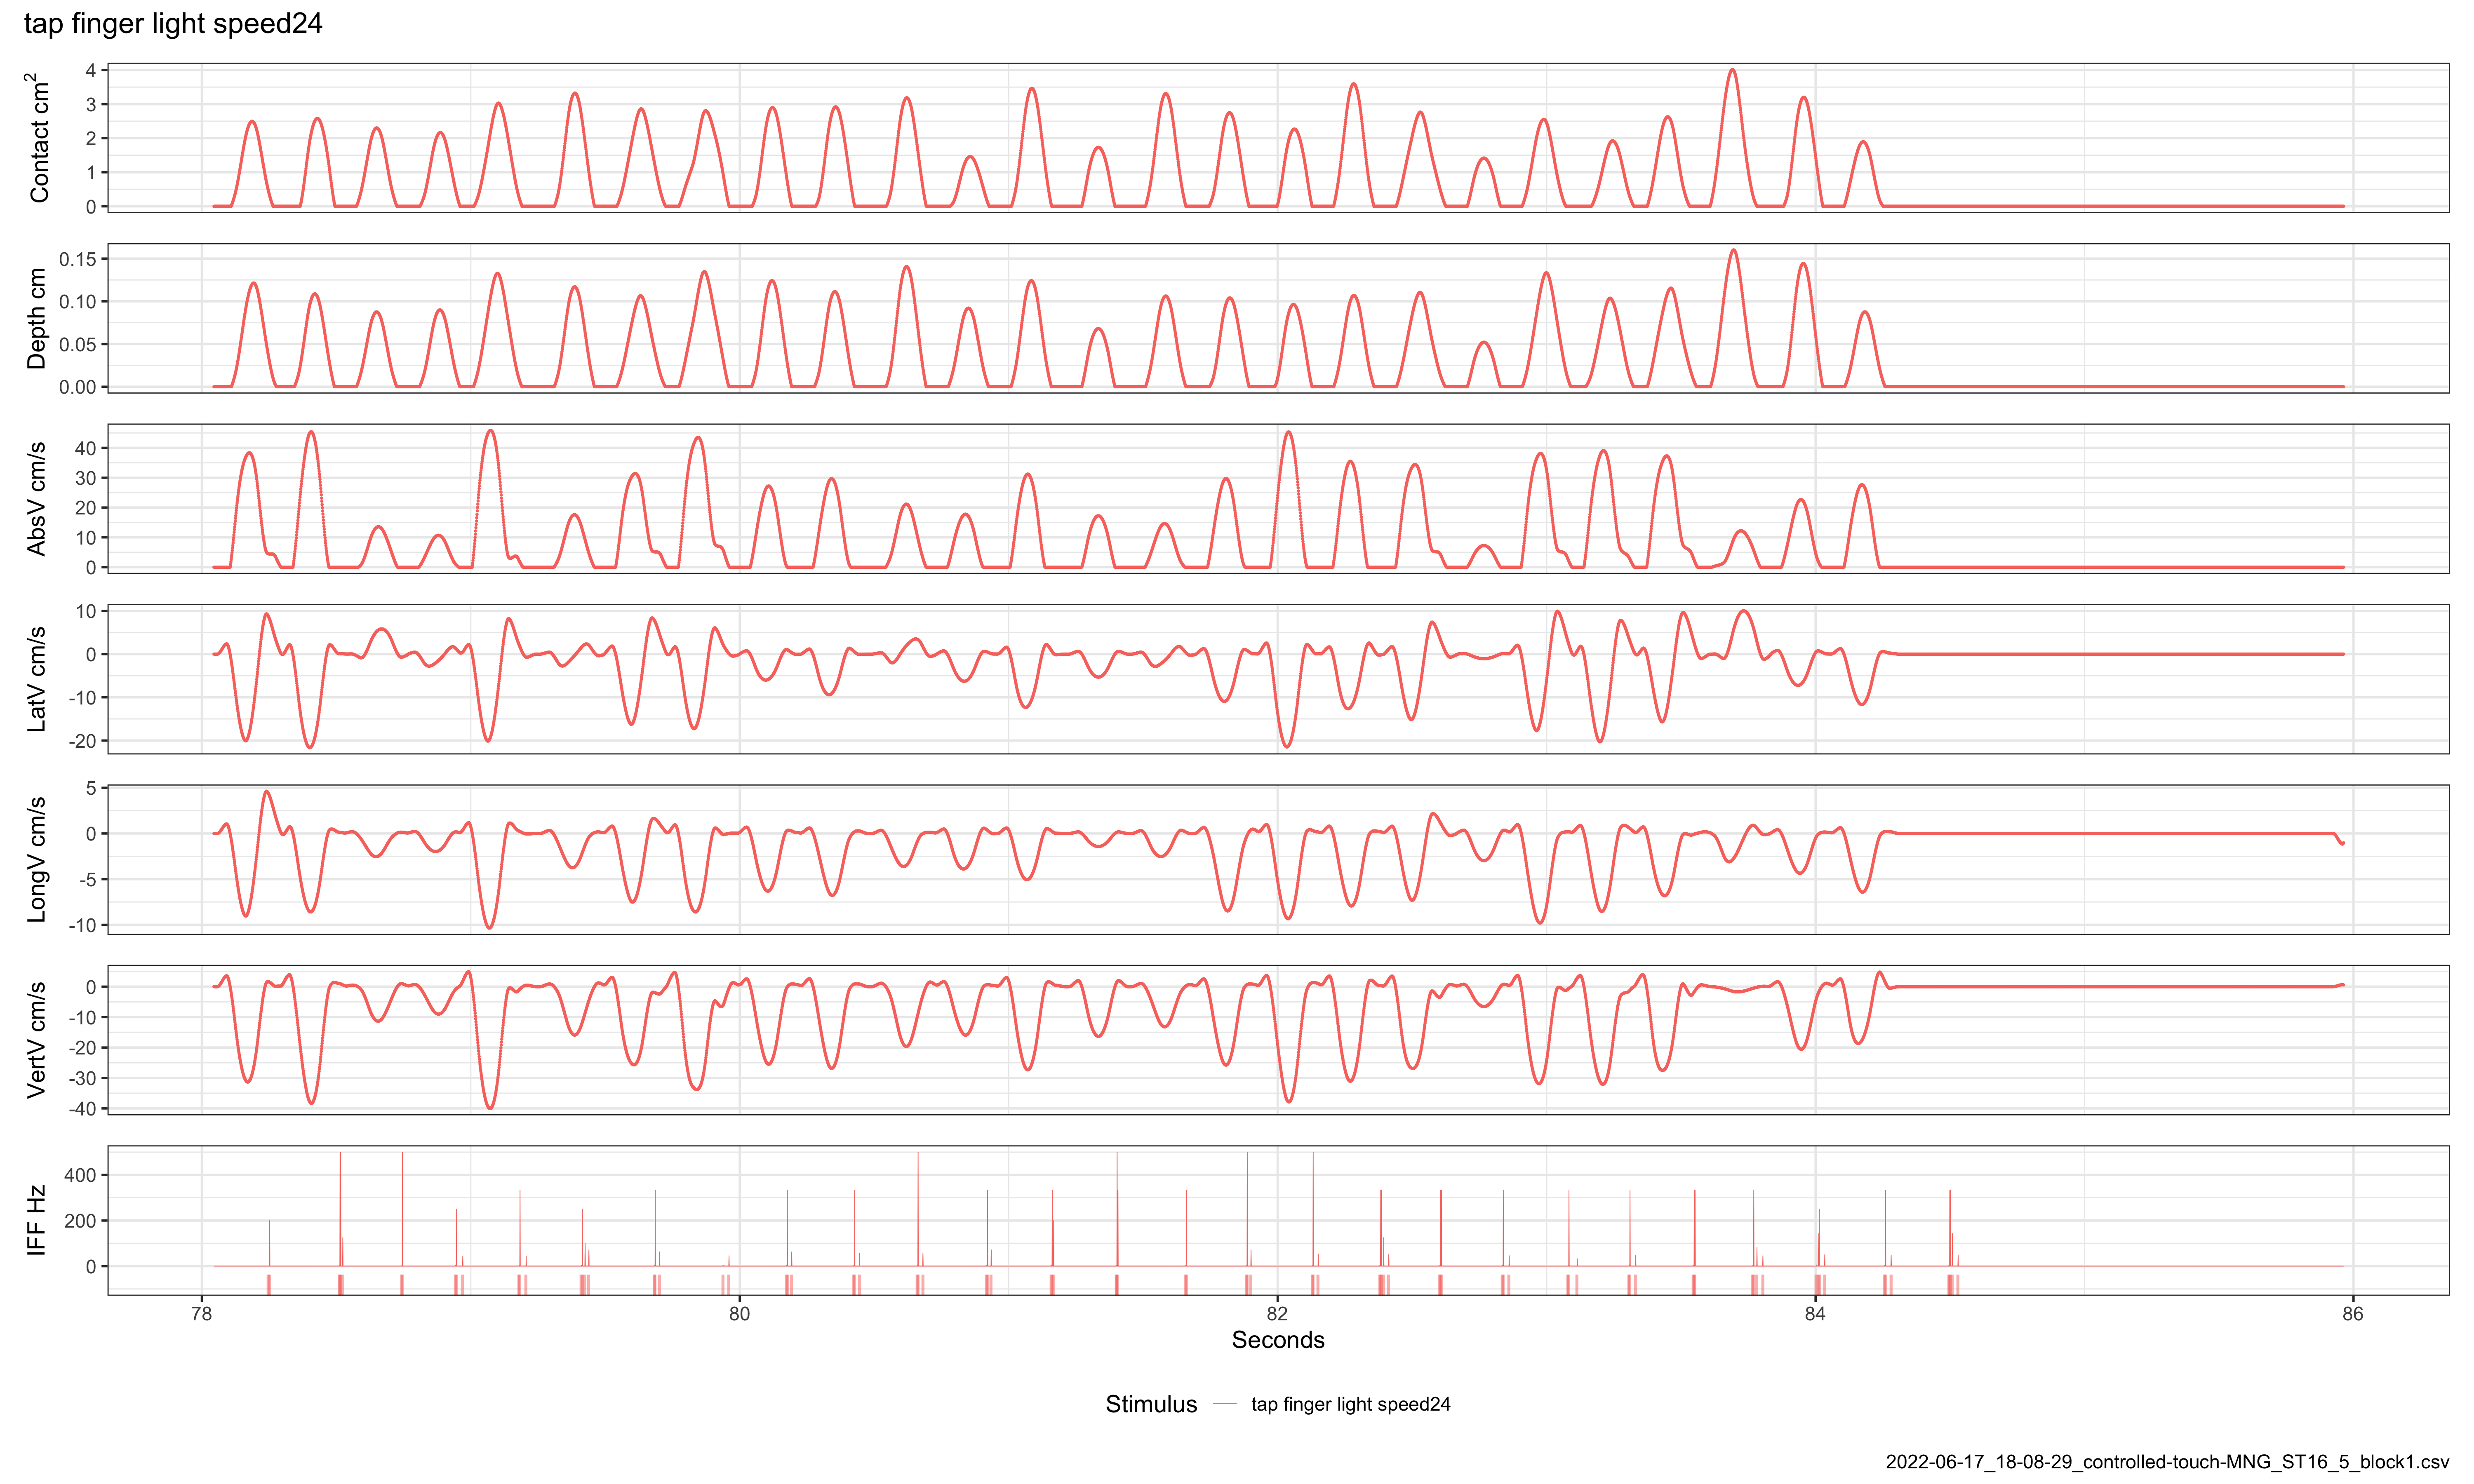 tap finger light speed24
Contact cm²
4
3
2
1
0
Depth cm
0.15
0.10
0.05
0.00
AbsV cm/s
40
30
20
10
0
LatV cm/s
10
0
-10
-20
LongV cm/s
5
0
-5
-10
VertV cm/s
0
-10
-20
-30
-40
IFF Hz
400
200
0
78 80 82 84 86
Seconds
Stimulus tap finger light speed24
2022-06-17_18-08-29_controlled-touch-MNG_ST16_5_block1.csv